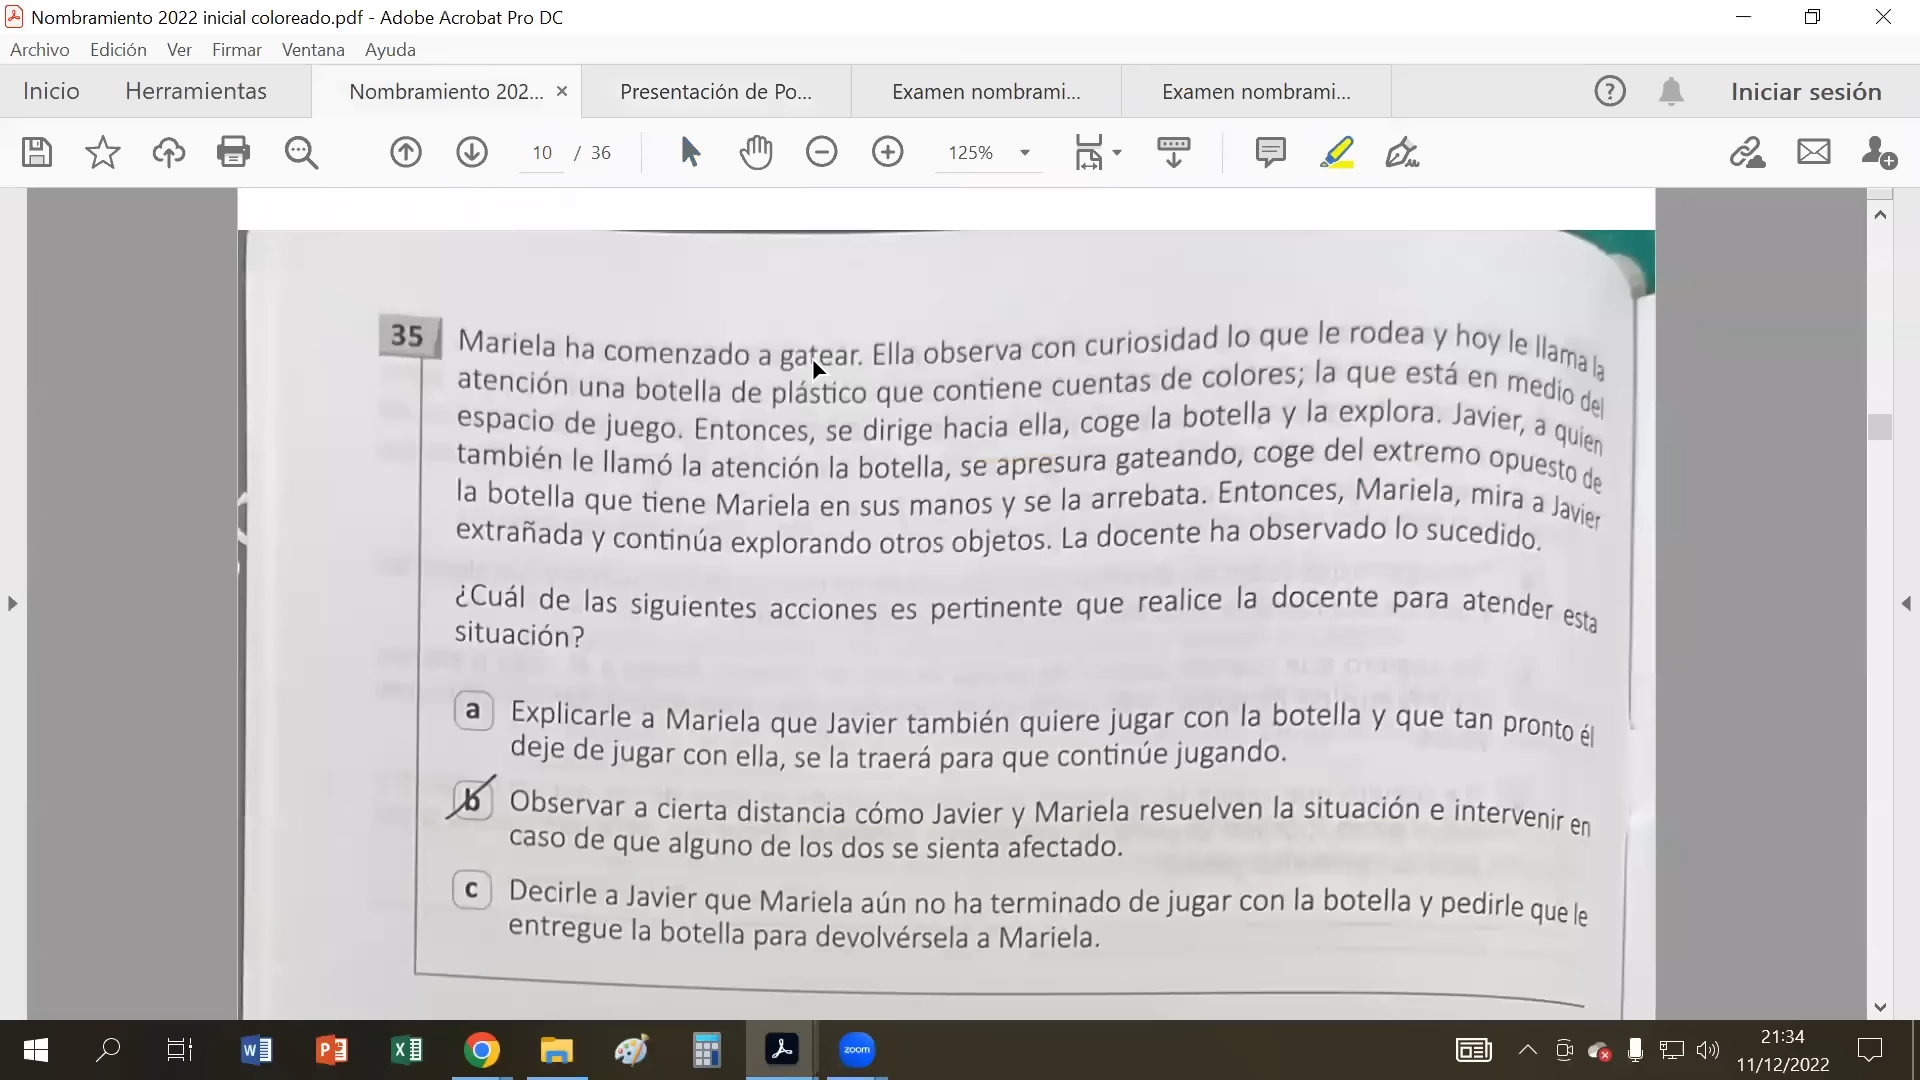 Nombramiento 2022 inicial coloreado.pdf - Adobe Acrobat Pro DC
Archivo Edición Ver Firmar Ventana Ayuda
Inicio Herramientas Nombramiento 202... × Presentación de Po... Examen nombrami... Examen nombrami... Iniciar sesión
10 / 36 125%
35 Mariela ha comenzado a gatear. Ella observa con curiosidad lo que le rodea y hoy le llama la
atención una botella de plástico que contiene cuentas de colores; la que está en medio del
espacio de juego. Entonces, se dirige hacia ella, coge la botella y la explora. Javier, a quien
también le llamó la atención la botella, se apresura gateando, coge del extremo opuesto de
la botella que tiene Mariela en sus manos y se la arrebata. Entonces, Mariela, mira a Javier
extrañada y continúa explorando otros objetos. La docente ha observado lo sucedido.
¿Cuál de las siguientes acciones es pertinente que realice la docente para atender esta
situación?
a Explicarle a Mariela que Javier también quiere jugar con la botella y que tan pronto él
deje de jugar con ella, se la traerá para que continúe jugando.
b Observar a cierta distancia cómo Javier y Mariela resuelven la situación e intervenir en
caso de que alguno de los dos se sienta afectado.
c Decirle a Javier que Mariela aún no ha terminado de jugar con la botella y pedirle que le
entregue la botella para devolvérsela a Mariela.
zoom
21:34
11/12/2022